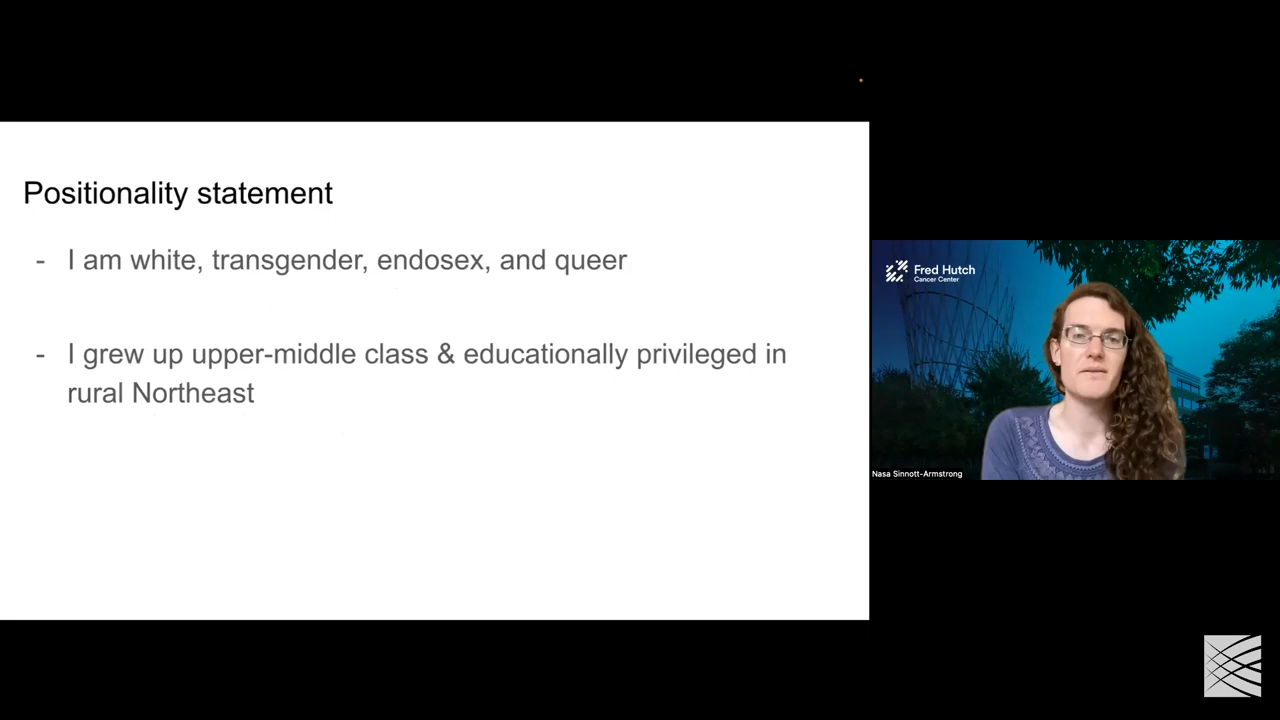 Positionality statement
- I am white, transgender, endosex, and queer
- I grew up upper-middle class & educationally privileged in
rural Northeast
Fred Hutch
Cancer Center
Nasa Sinnott-Armstrong